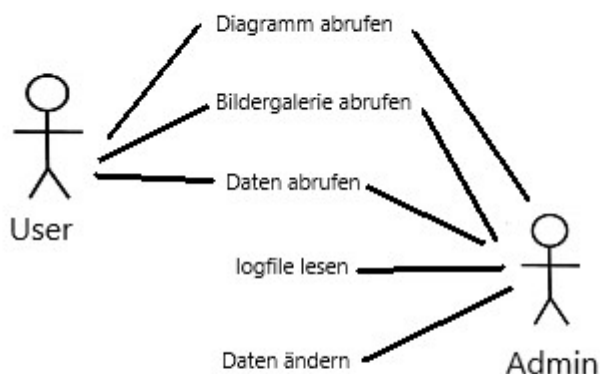 Diagramm abrufen
Bildergalerie abrufen
Daten abrufen
User
logfile lesen
Daten ändern
Admin